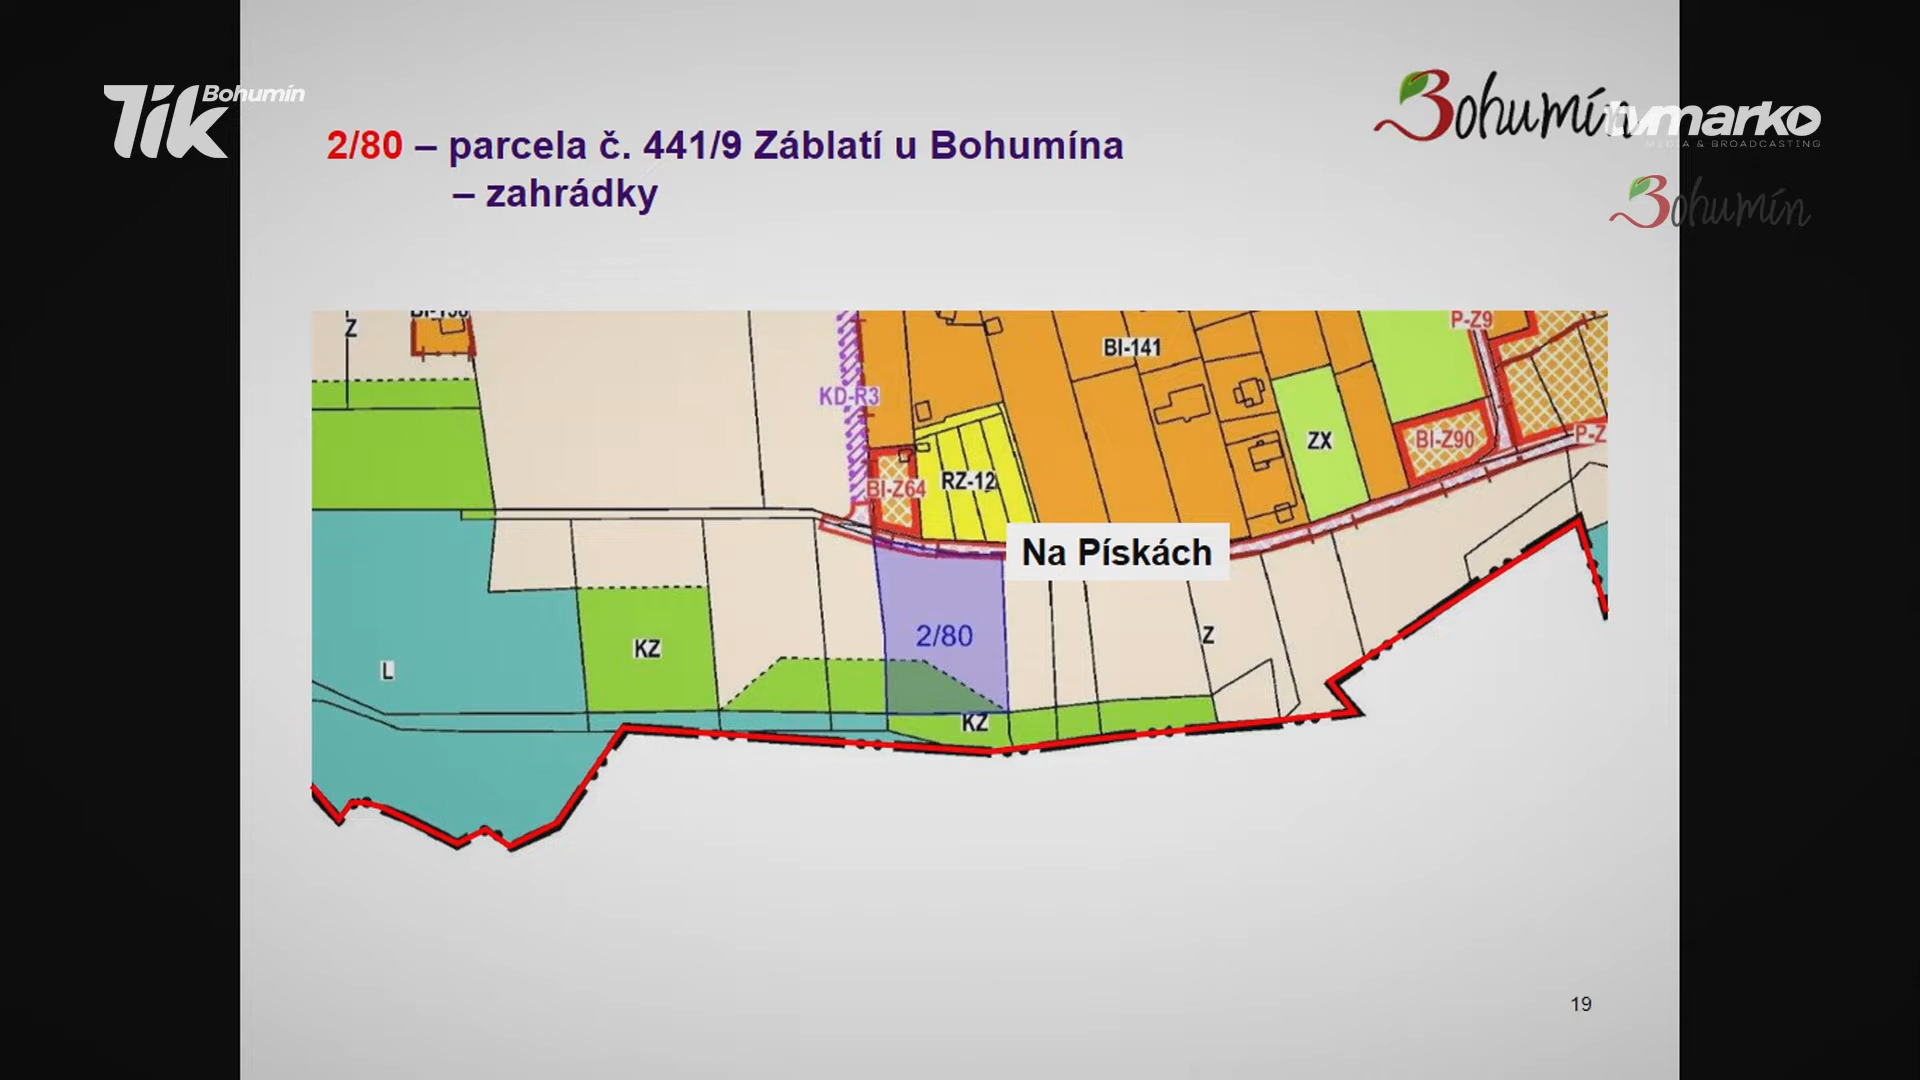 Tik Bohumín
Bohumín
tvmarko
MEDIA & BROADCASTING
Bohumín
2/80 – parcela č. 441/9 Záblatí u Bohumína
– zahrádky
Z
P-Z9
BI-141
KD-R3
ZX
BI-Z90
RZ-12
BI-Z64
Na Pískách
2/80
Z
KZ
L
KZ
19